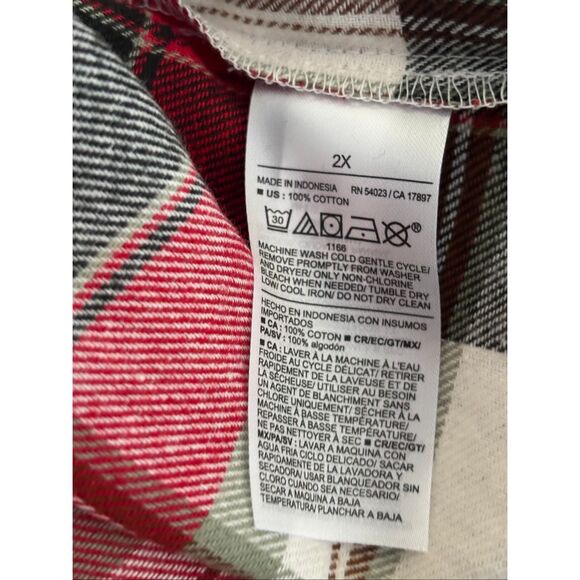 2X
MADE IN INDONESIA RN 54023 / CA 17897
■ US : 100% COTTON
30
®
1166
MACHINE WASH COLD GENTLE CYCLE/
REMOVE PROMPTLY FROM WASHER
AND DRYER/ ONLY NON-CHLORINE
BLEACH WHEN NEEDED/ TUMBLE DRY
LOW/ COOL IRON/ DO NOT DRY CLEAN
HECHO EN INDONESIA CON INSUMOS
IMPORTADOS
■ CA : 100% COTON ■ CR/EC/GT/MX/
PA/SV : 100% algodón
■ CA : LAVER À LA MACHINE À L'EAU
FROIDE AU CYCLE DÉLICAT/ RETIRER
RAPIDEMENT DE LA LAVEUSE ET DE
LA SÉCHEUSE/ UTILISER AU BESOIN
UN AGENT DE BLANCHIMENT SANS
CHLORE UNIQUEMENT/ SÉCHER À LA
MACHINE À BASSE TEMPÉRATURE/
REPASSER À BASSE TEMPÉRATURE/
NE PAS NETTOYER À SEC ■ CR/EC/GT/
MX/PA/SV : LAVAR A MAQUINA CON
AGUA FRIA CICLO DELICADO/ SACAR
RAPIDAMENTE DE LA LAVADORA Y
SECADORA/ USAR BLANQUEADOR SIN
CLORO CUANDO SEA NECESARIO/
SECAR A MAQUINA A BAJA
TEMPERATURA/ PLANCHAR A BAJA